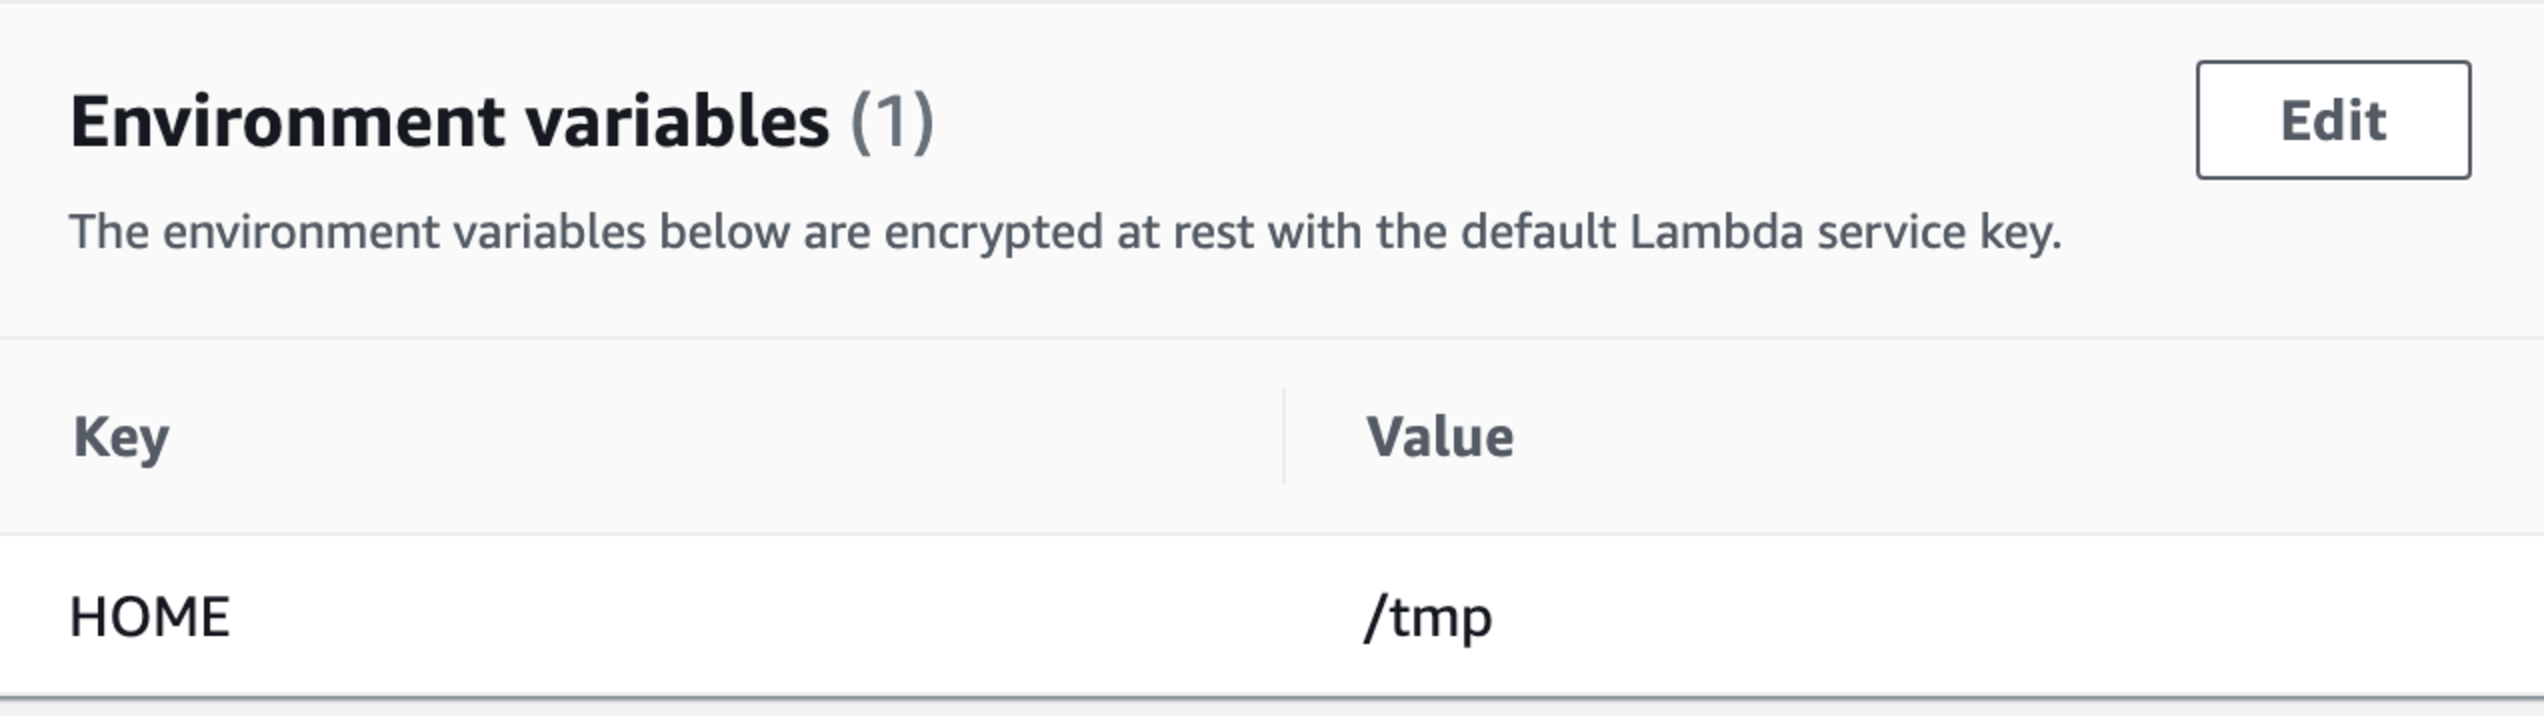 Environment variables (1)
Edit
The environment variables below are encrypted at rest with the default Lambda service key.
Key Value
HOME /tmp